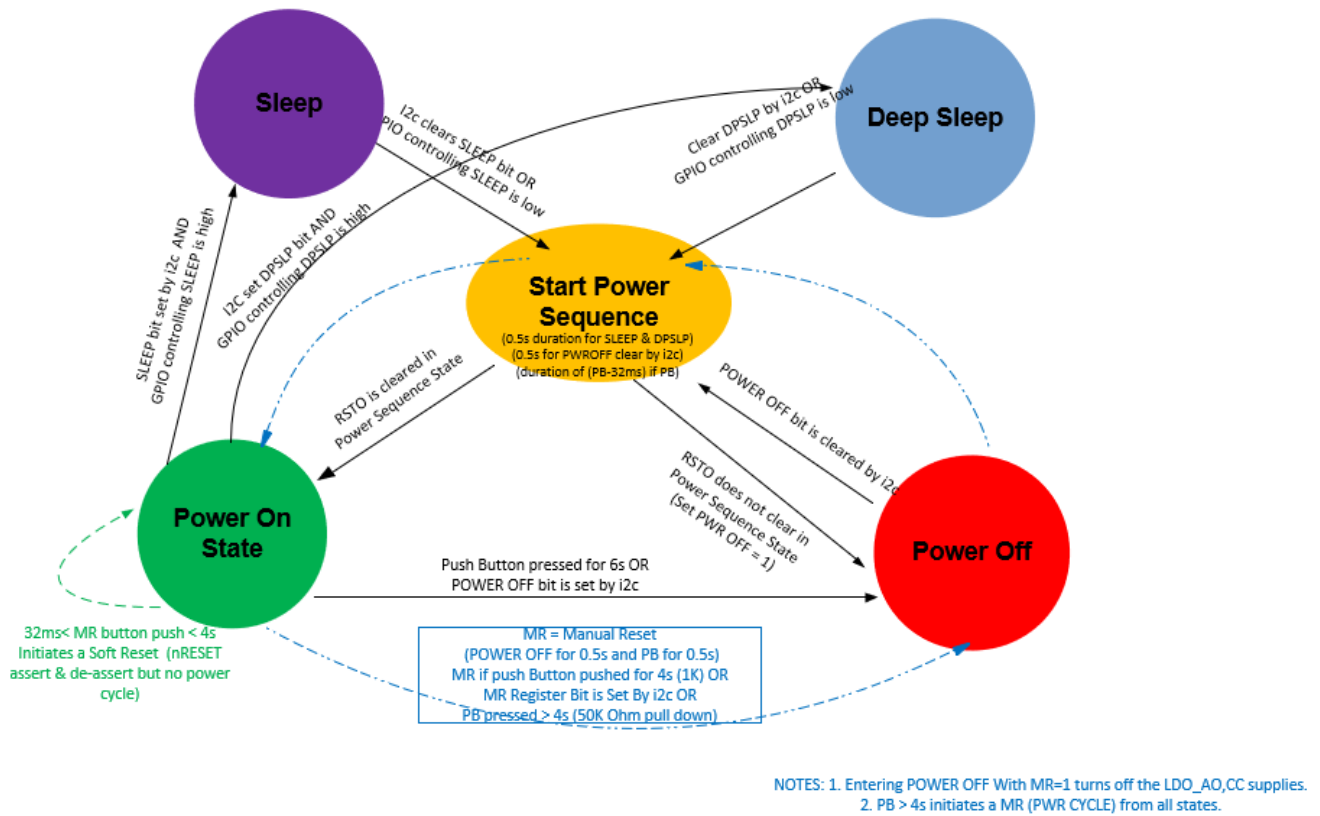 Sleep
Deep Sleep
I2c clears SLEEP bit OR
PIO controlling SLEEP is low
Clear DPSLP by i2c OR
GPIO controlling DPSLP is low
SLEEP bit set by i2c AND
GPIO controlling SLEEP is high
I2C set DPSLP bit AND
GPIO controlling DPSLP is high
Start Power
Sequence
(0.5s duration for SLEEP & DPSLP)
(0.5s for PWROFF clear by i2c)
(duration of (PB-32ms) if PB)
RSTO is cleared in
Power Sequence State
POWER OFF bit is cleared by i2c
RSTO does not clear in
Power Sequence State
(Set PWR OFF = 1)
Power On
State
Power Off
Push Button pressed for 6s OR
POWER OFF bit is set by i2c
32ms< MR button push < 4s
Initiates a Soft Reset (nRESET
assert & de-assert but no power
cycle)
MR = Manual Reset
(POWER OFF for 0.5s and PB for 0.5s)
MR if push Button pushed for 4s (1K) OR
MR Register Bit is Set By i2c OR
PB pressed > 4s (50K Ohm pull down)
NOTES: 1. Entering POWER OFF With MR=1 turns off the LDO_AO,CC supplies.
2. PB > 4s initiates a MR (PWR CYCLE) from all states.